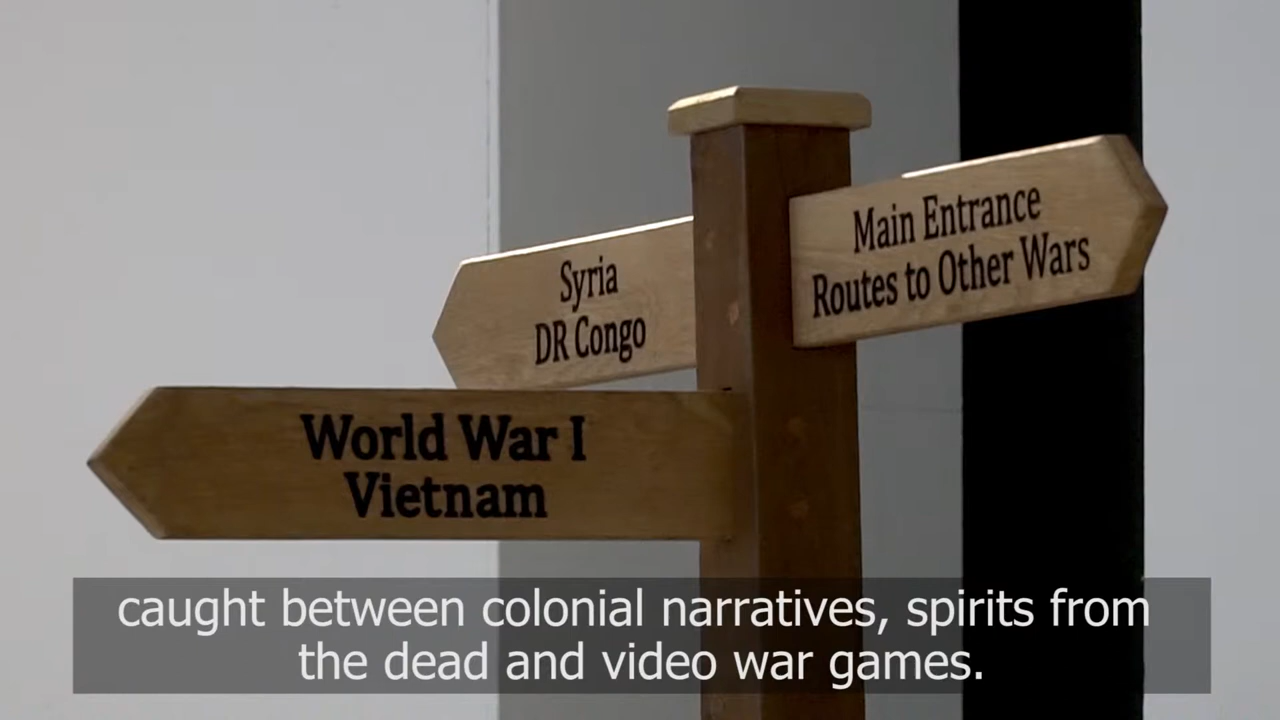 Main Entrance
Routes to Other Wars
Syria
DR Congo
World War I
Vietnam
caught between colonial narratives, spirits from
the dead and video war games.